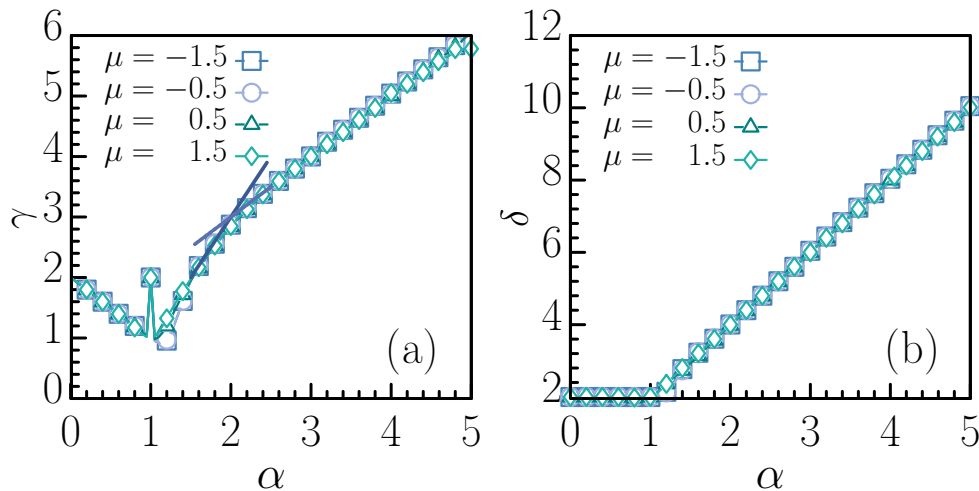 6
5
4
3
2
1
0
γ
μ = −1.5
μ = −0.5
μ = 0.5
μ = 1.5
(a)
0 1 2 3 4 5
α
12
10
8
6
4
2
δ
μ = −1.5
μ = −0.5
μ = 0.5
μ = 1.5
(b)
0 1 2 3 4 5
α